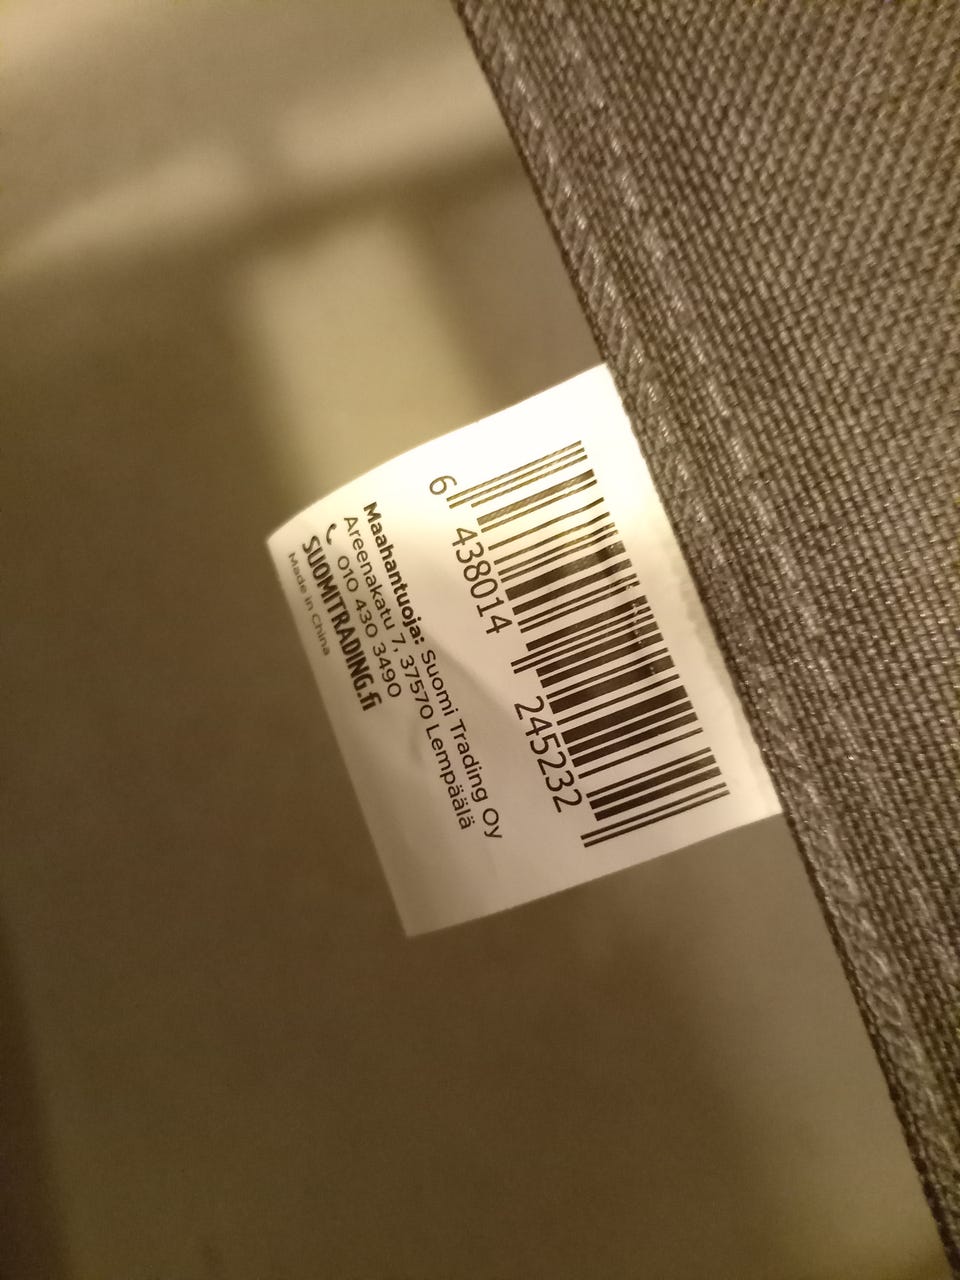 6 438014 245232
Maahantuoja: Suomi Trading Oy
Areenakatu 7, 37570 Lempäälä
010 430 3490
SUOMITRADING.fi
Made in China